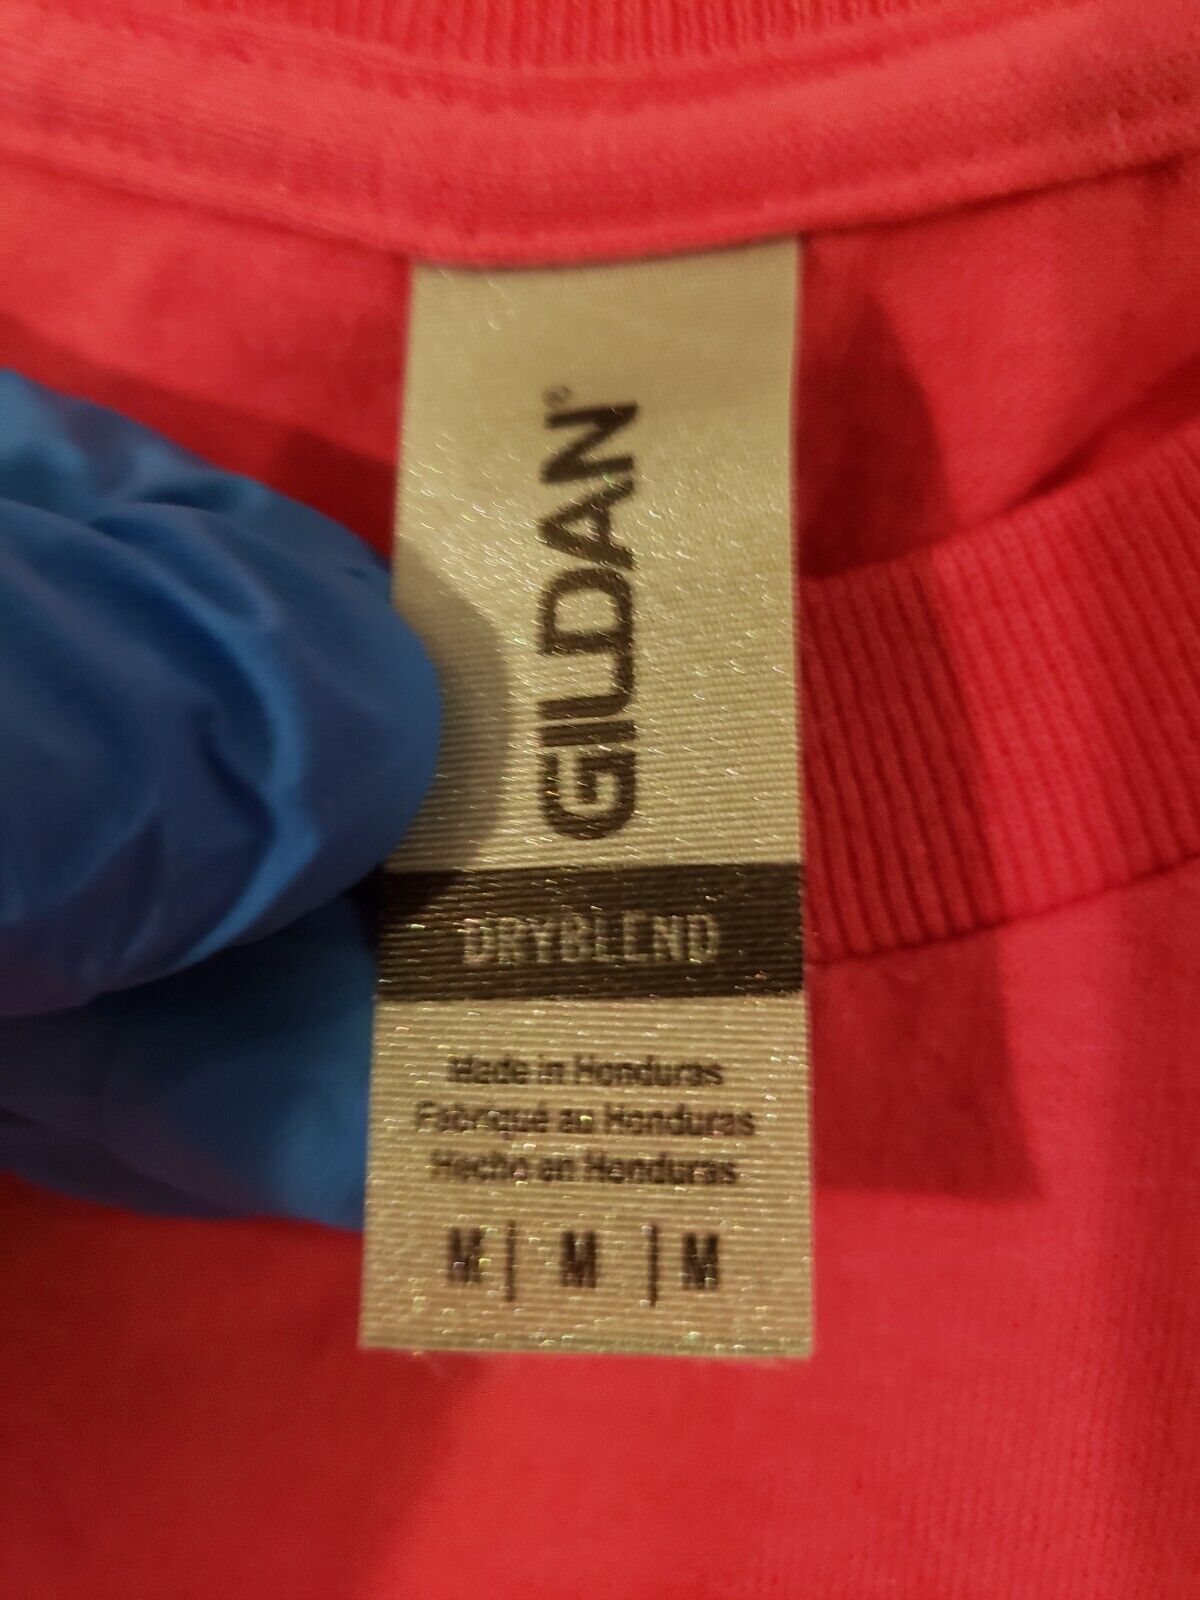 GILDAN®
DRYBLEND
Made in Honduras
Fabriqué au Honduras
Hecho en Honduras
M | M | M